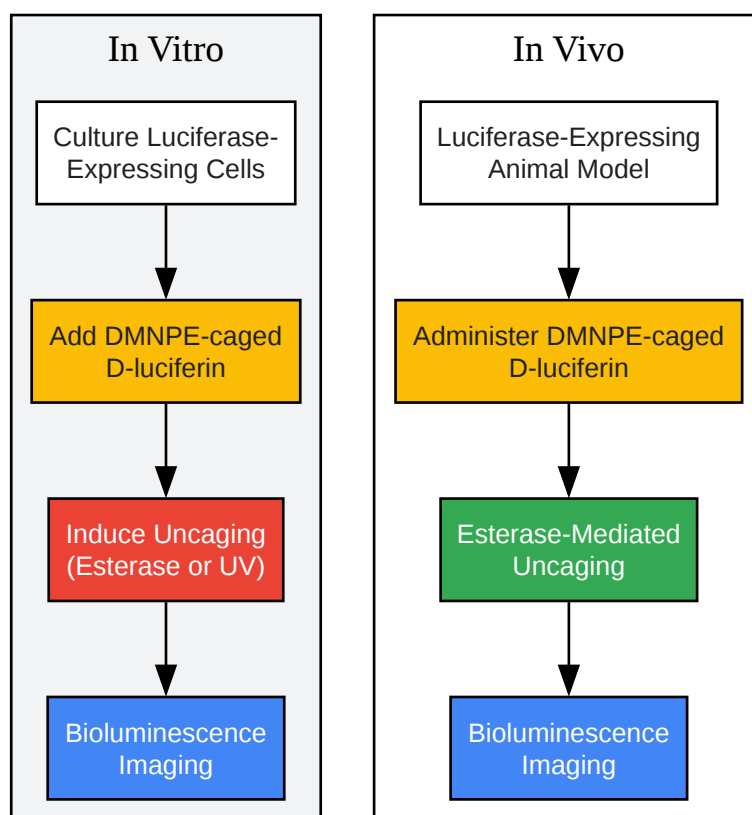 In Vitro
Culture Luciferase-
Expressing Cells
Add DMNPE-caged
D-luciferin
Induce Uncaging
(Esterase or UV)
Bioluminescence
Imaging
In Vivo
Luciferase-Expressing
Animal Model
Administer DMNPE-caged
D-luciferin
Esterase-Mediated
Uncaging
Bioluminescence
Imaging